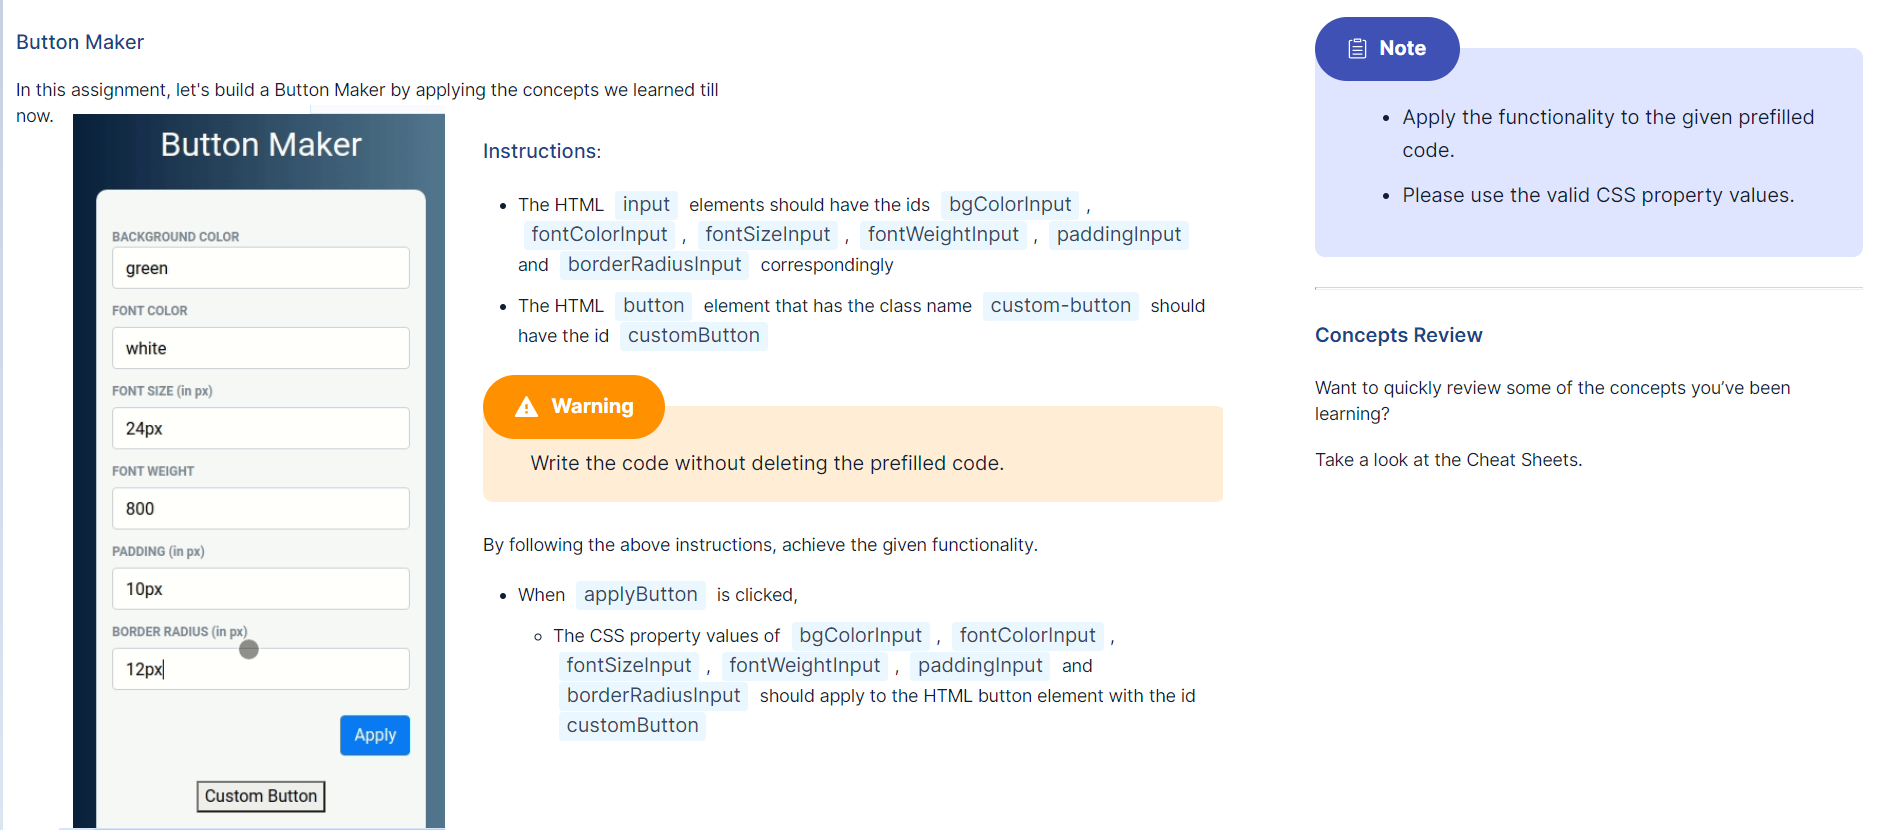 Button Maker
In this assignment, let's build a Button Maker by applying the concepts we learned till
now.
Button Maker
BACKGROUND COLOR
green
FONT COLOR
white
FONT SIZE (in px)
24px
FONT WEIGHT
800
PADDING (in px)
10px
BORDER RADIUS (in px)
12px
Apply
Custom Button
Instructions:
• The HTML input elements should have the ids bgColorInput ,
fontColorInput , fontSizeInput , fontWeightInput , paddingInput
and borderRadiusInput correspondingly
• The HTML button element that has the class name custom-button should
have the id customButton
Warning
Write the code without deleting the prefilled code.
By following the above instructions, achieve the given functionality.
• When applyButton is clicked,
◦ The CSS property values of bgColorInput , fontColorInput ,
fontSizeInput , fontWeightInput , paddingInput and
borderRadiusInput should apply to the HTML button element with the id
customButton
Note
• Apply the functionality to the given prefilled
code.
• Please use the valid CSS property values.
Concepts Review
Want to quickly review some of the concepts you’ve been
learning?
Take a look at the Cheat Sheets.